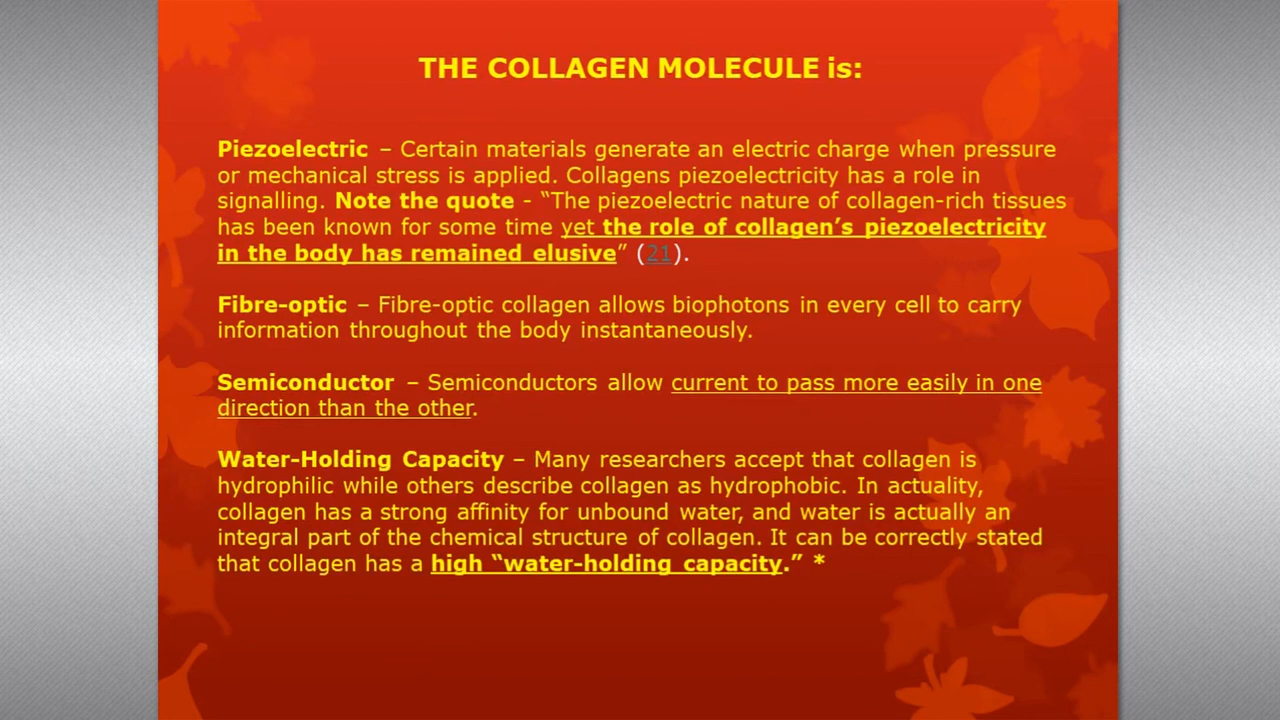 THE COLLAGEN MOLECULE is:
Piezoelectric – Certain materials generate an electric charge when pressure
or mechanical stress is applied. Collagens piezoelectricity has a role in
signalling. Note the quote - “The piezoelectric nature of collagen-rich tissues
has been known for some time yet the role of collagen’s piezoelectricity
in the body has remained elusive” (21).
Fibre-optic – Fibre-optic collagen allows biophotons in every cell to carry
information throughout the body instantaneously.
Semiconductor – Semiconductors allow current to pass more easily in one
direction than the other.
Water-Holding Capacity – Many researchers accept that collagen is
hydrophilic while others describe collagen as hydrophobic. In actuality,
collagen has a strong affinity for unbound water, and water is actually an
integral part of the chemical structure of collagen. It can be correctly stated
that collagen has a high “water-holding capacity.” *